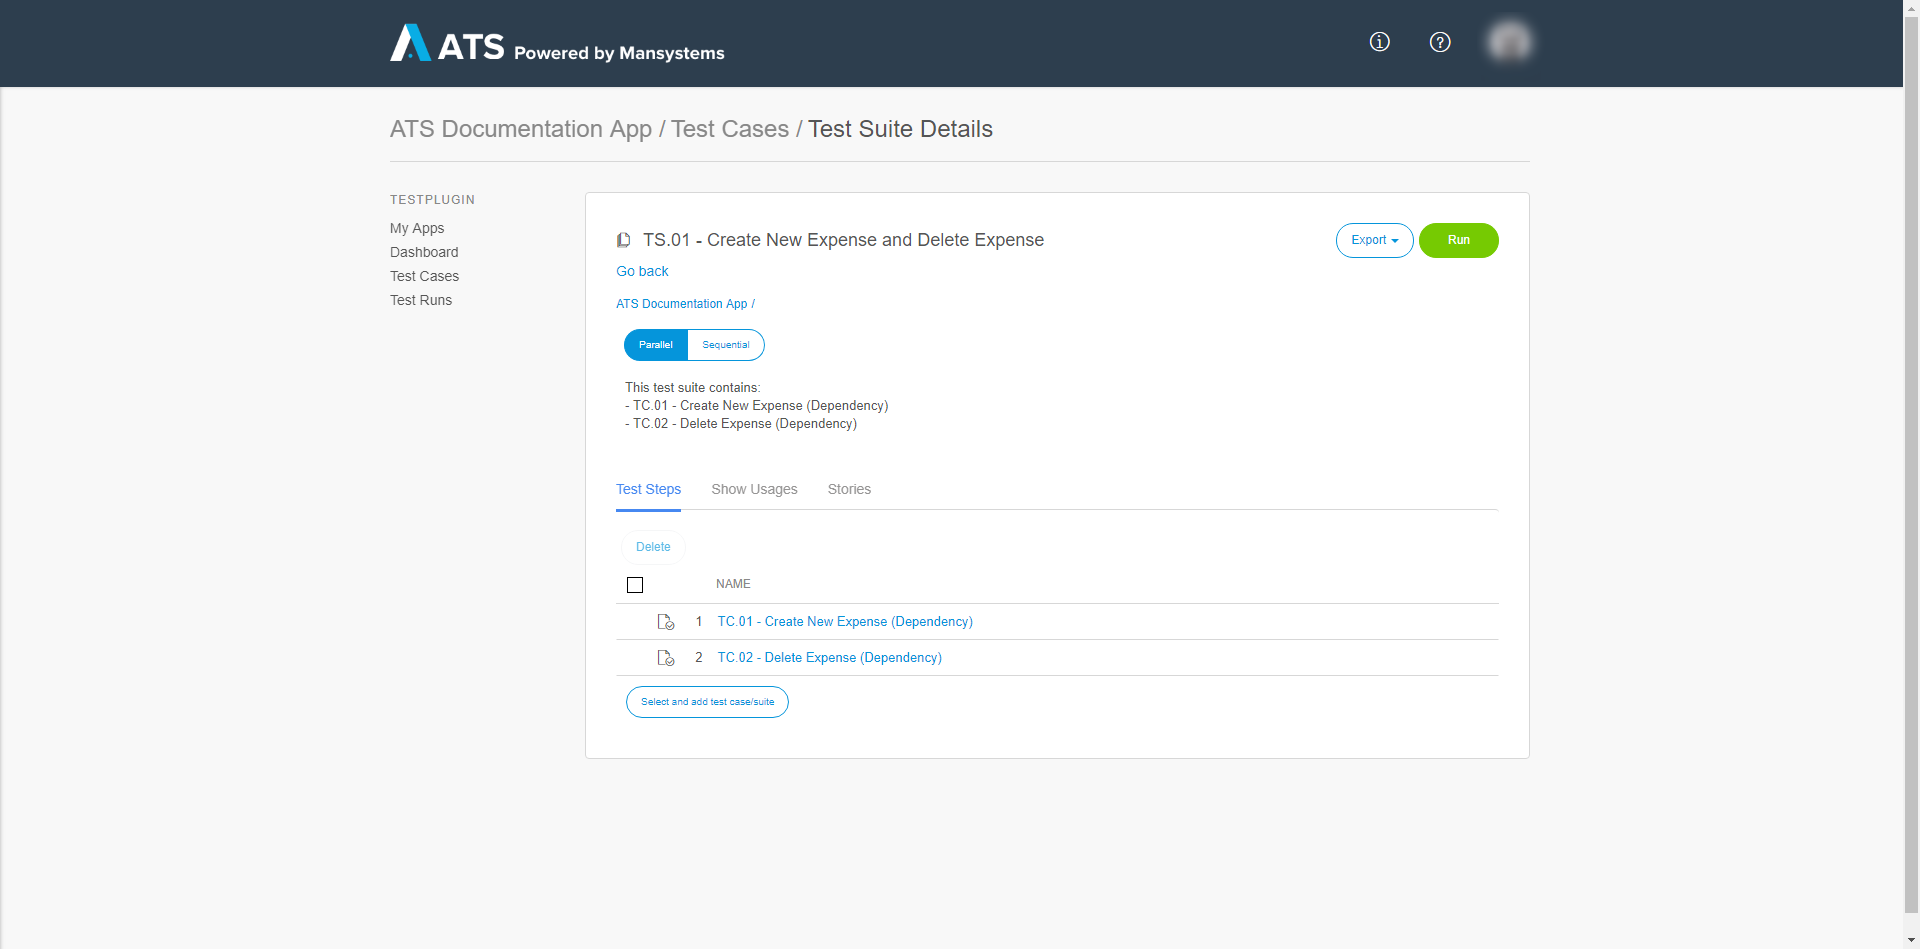 ATS Powered by Mansystems
ATS Documentation App / Test Cases / Test Suite Details
TESTPLUGIN
My Apps
Dashboard
Test Cases
Test Runs
TS.01 - Create New Expense and Delete Expense
Export
Run
Go back
ATS Documentation App /
Parallel
Sequential
This test suite contains:
- TC.01 - Create New Expense (Dependency)
- TC.02 - Delete Expense (Dependency)
Test Steps
Show Usages
Stories
Delete
NAME
1 TC.01 - Create New Expense (Dependency)
2 TC.02 - Delete Expense (Dependency)
Select and add test case/suite